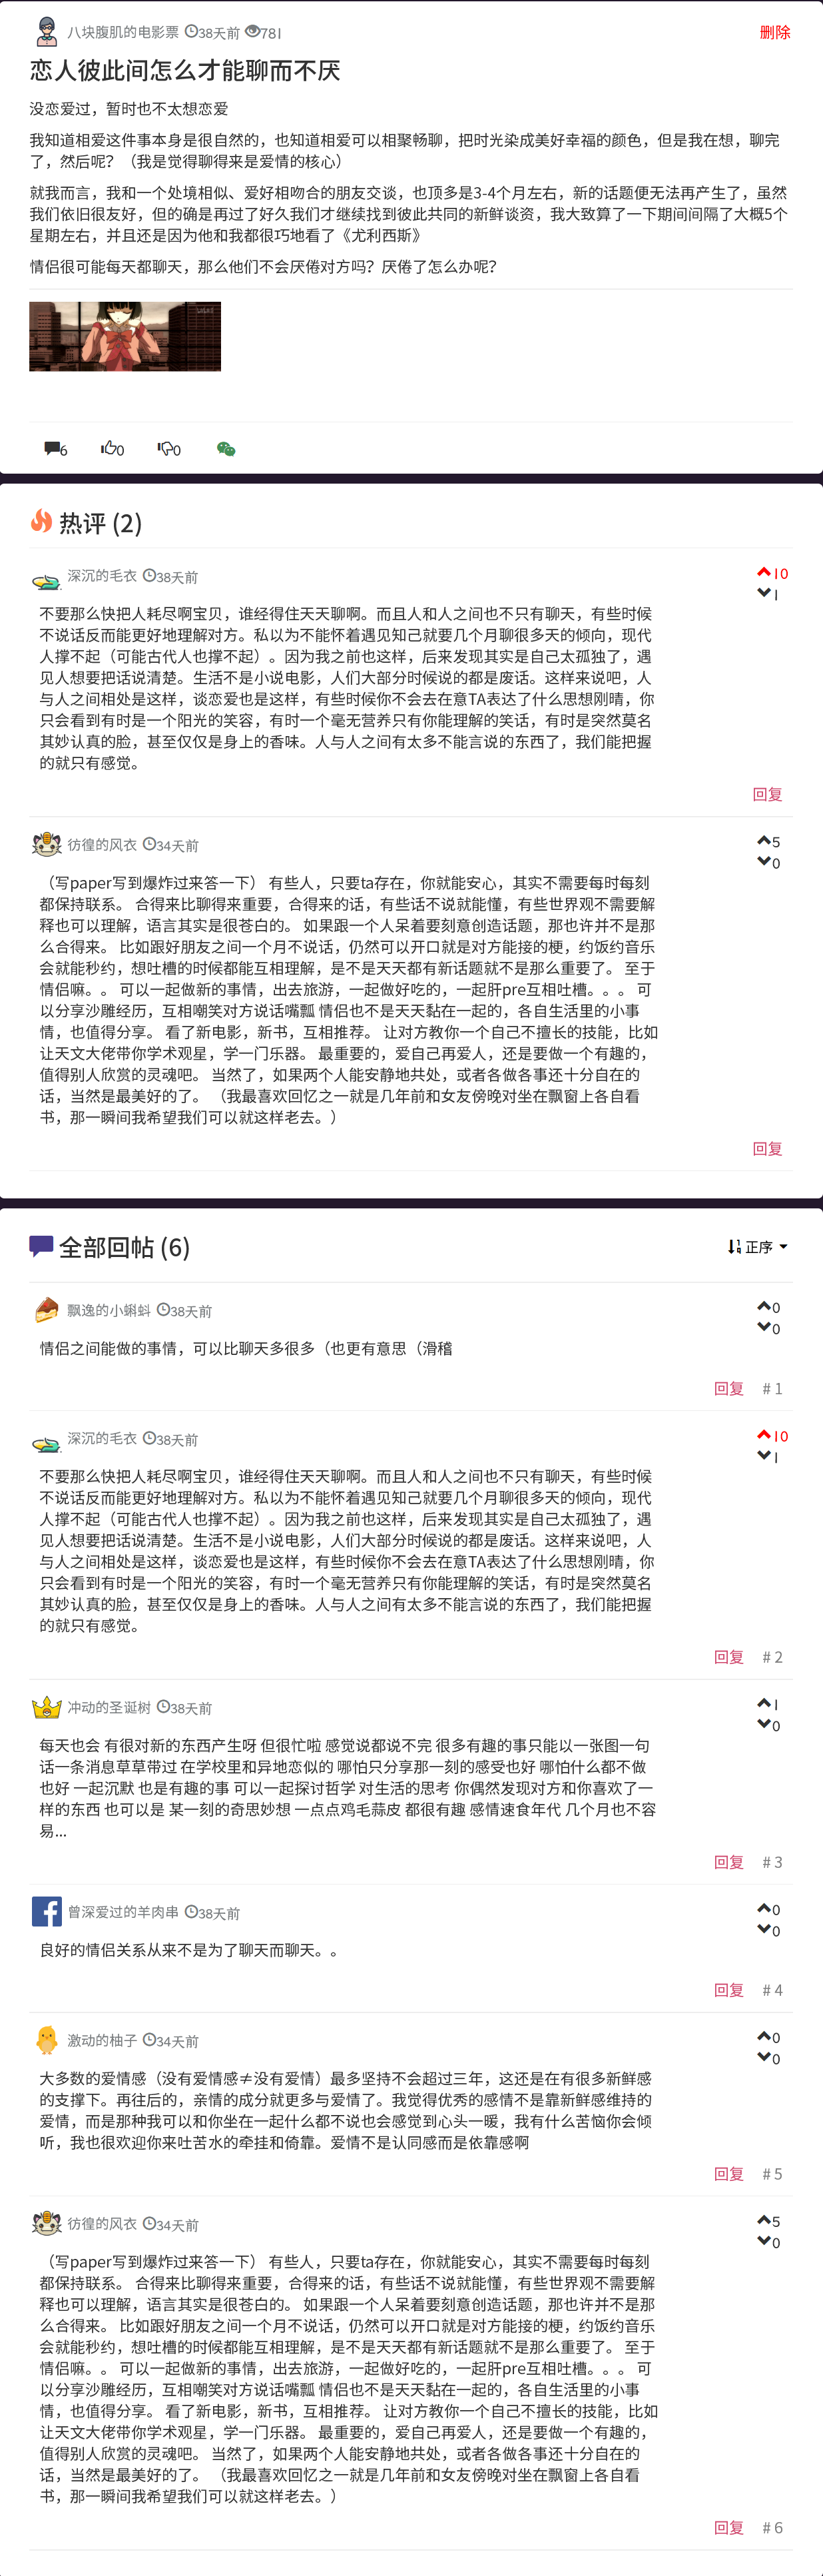 八块腹肌的电影票 38天前 781
删除
恋人彼此间怎么才能聊而不厌
没恋爱过，暂时也不太想恋爱
我知道相爱这件事本身是很自然的，也知道相爱可以相聚畅聊，把时光染成美好幸福的颜色，但是我在想，聊完
了，然后呢？（我是觉得聊得来是爱情的核心）
就我而言，我和一个处境相似、爱好相吻合的朋友交谈，也顶多是3-4个月左右，新的话题便无法再产生了，虽然
我们依旧很友好，但的确是再过了好久我们才继续找到彼此共同的新鲜谈资，我大致算了一下期间间隔了大概5个
星期左右，并且还是因为他和我都很巧地看了《尤利西斯》
情侣很可能每天都聊天，那么他们不会厌倦对方吗？厌倦了怎么办呢？
6 0 0
热评 (2)
深沉的毛衣 38天前
10
1
不要那么快把人耗尽啊宝贝，谁经得住天天聊啊。而且人和人之间也不只有聊天，有些时候
不说话反而能更好地理解对方。私以为不能怀着遇见知己就要几个月聊很多天的倾向，现代
人撑不起（可能古代人也撑不起）。因为我之前也这样，后来发现其实是自己太孤独了，遇
见人想要把话说清楚。生活不是小说电影，人们大部分时候说的都是废话。这样来说吧，人
与人之间相处是这样，谈恋爱也是这样，有些时候你不会去在意TA表达了什么思想刚晴，你
只会看到有时是一个阳光的笑容，有时一个毫无营养只有你能理解的笑话，有时是突然莫名
其妙认真的脸，甚至仅仅是身上的香味。人与人之间有太多不能言说的东西了，我们能把握
的就只有感觉。
回复
彷徨的风衣 34天前
5
0
（写paper写到爆炸过来答一下） 有些人，只要ta存在，你就能安心，其实不需要每时每刻
都保持联系。 合得来比聊得来重要，合得来的话，有些话不说就能懂，有些世界观不需要解
释也可以理解，语言其实是很苍白的。 如果跟一个人呆着要刻意创造话题，那也许并不是那
么合得来。 比如跟好朋友之间一个月不说话，仍然可以开口就是对方能接的梗，约饭约音乐
会就能秒约，想吐槽的时候都能互相理解，是不是天天都有新话题就不是那么重要了。 至于
情侣嘛。。 可以一起做新的事情，出去旅游，一起做好吃的，一起肝pre互相吐槽。。。 可
以分享沙雕经历，互相嘲笑对方说话嘴瓢 情侣也不是天天黏在一起的，各自生活里的小事
情，也值得分享。 看了新电影，新书，互相推荐。 让对方教你一个自己不擅长的技能，比如
让天文大佬带你学术观星，学一门乐器。 最重要的，爱自己再爱人，还是要做一个有趣的，
值得别人欣赏的灵魂吧。 当然了，如果两个人能安静地共处，或者各做各事还十分自在的
话，当然是最美好的了。 （我最喜欢回忆之一就是几年前和女友傍晚对坐在飘窗上各自看
书，那一瞬间我希望我们可以就这样老去。）
回复
全部回帖 (6)
正序
飘逸的小蝌蚪 38天前
0
0
情侣之间能做的事情，可以比聊天多很多（也更有意思（滑稽
回复 # 1
深沉的毛衣 38天前
10
1
不要那么快把人耗尽啊宝贝，谁经得住天天聊啊。而且人和人之间也不只有聊天，有些时候
不说话反而能更好地理解对方。私以为不能怀着遇见知己就要几个月聊很多天的倾向，现代
人撑不起（可能古代人也撑不起）。因为我之前也这样，后来发现其实是自己太孤独了，遇
见人想要把话说清楚。生活不是小说电影，人们大部分时候说的都是废话。这样来说吧，人
与人之间相处是这样，谈恋爱也是这样，有些时候你不会去在意TA表达了什么思想刚晴，你
只会看到有时是一个阳光的笑容，有时一个毫无营养只有你能理解的笑话，有时是突然莫名
其妙认真的脸，甚至仅仅是身上的香味。人与人之间有太多不能言说的东西了，我们能把握
的就只有感觉。
回复 # 2
冲动的圣诞树 38天前
1
0
每天也会 有很对新的东西产生呀 但很忙啦 感觉说都说不完 很多有趣的事只能以一张图一句
话一条消息草草带过 在学校里和异地恋似的 哪怕只分享那一刻的感受也好 哪怕什么都不做
也好 一起沉默 也是有趣的事 可以一起探讨哲学 对生活的思考 你偶然发现对方和你喜欢了一
样的东西 也可以是 某一刻的奇思妙想 一点点鸡毛蒜皮 都很有趣 感情速食年代 几个月也不容
易...
回复 # 3
曾深爱过的羊肉串 38天前
0
0
良好的情侣关系从来不是为了聊天而聊天。。
回复 # 4
激动的柚子 34天前
0
0
大多数的爱情感（没有爱情感≠没有爱情）最多坚持不会超过三年，这还是在有很多新鲜感
的支撑下。再往后的，亲情的成分就更多与爱情了。我觉得优秀的感情不是靠新鲜感维持的
爱情，而是那种我可以和你坐在一起什么都不说也会感觉到心头一暖，我有什么苦恼你会倾
听，我也很欢迎你来吐苦水的牵挂和倚靠。爱情不是认同感而是依靠感啊
回复 # 5
彷徨的风衣 34天前
5
0
（写paper写到爆炸过来答一下） 有些人，只要ta存在，你就能安心，其实不需要每时每刻
都保持联系。 合得来比聊得来重要，合得来的话，有些话不说就能懂，有些世界观不需要解
释也可以理解，语言其实是很苍白的。 如果跟一个人呆着要刻意创造话题，那也许并不是那
么合得来。 比如跟好朋友之间一个月不说话，仍然可以开口就是对方能接的梗，约饭约音乐
会就能秒约，想吐槽的时候都能互相理解，是不是天天都有新话题就不是那么重要了。 至于
情侣嘛。。 可以一起做新的事情，出去旅游，一起做好吃的，一起肝pre互相吐槽。。。 可
以分享沙雕经历，互相嘲笑对方说话嘴瓢 情侣也不是天天黏在一起的，各自生活里的小事
情，也值得分享。 看了新电影，新书，互相推荐。 让对方教你一个自己不擅长的技能，比如
让天文大佬带你学术观星，学一门乐器。 最重要的，爱自己再爱人，还是要做一个有趣的，
值得别人欣赏的灵魂吧。 当然了，如果两个人能安静地共处，或者各做各事还十分自在的
话，当然是最美好的了。 （我最喜欢回忆之一就是几年前和女友傍晚对坐在飘窗上各自看
书，那一瞬间我希望我们可以就这样老去。）
回复 # 6